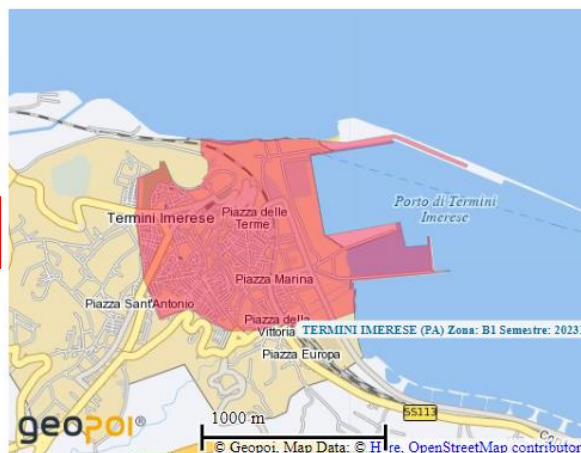 Termini Imerese
Piazza delle
Terme
Porto di Termini
Imerese
Piazza Marina
Piazza Sant'Antonio
Piazza della
Vittoria
TERMINI IMERESE (PA) Zona: B1 Semestre: 2023
Piazza Europa
SS113
geopoi®
1000 m
© Geopoi, Map Data: © H re, OpenStreetMap contributor